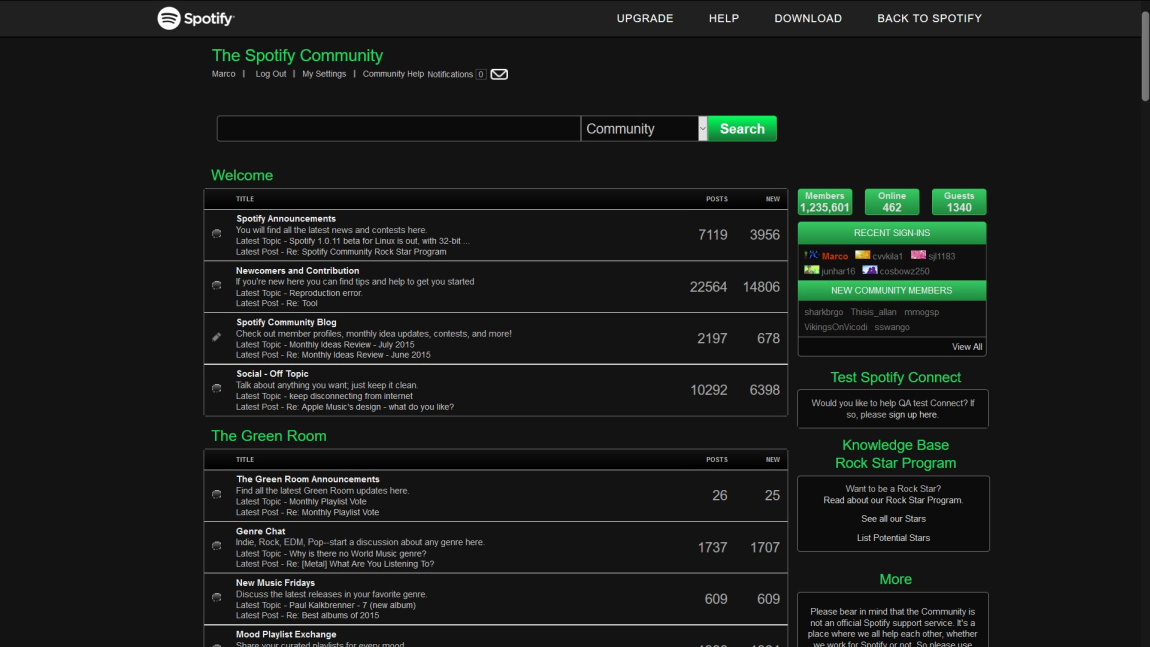 Spotify
UPGRADE HELP DOWNLOAD BACK TO SPOTIFY
The Spotify Community
Marco | Log Out | My Settings | Community Help Notifications 0
Community Search
Welcome
TITLE POSTS NEW
Spotify Announcements
You will find all the latest news and contests here.
Latest Topic - Spotify 1.0.11 beta for Linux is out, with 32-bit ...
Latest Post - Re: Spotify Community Rock Star Program
7119 3956
Newcomers and Contribution
If you're new here you can find tips and help to get you started
Latest Topic - Reproduction error.
Latest Post - Re: Tool
22564 14806
Spotify Community Blog
Check out member profiles, monthly idea updates, contests, and more!
Latest Topic - Monthly Ideas Review - July 2015
Latest Post - Re: Monthly Ideas Review - June 2015
2197 678
Social - Off Topic
Talk about anything you want; just keep it clean.
Latest Topic - keep disconnecting from internet
Latest Post - Re: Apple Music's design - what do you like?
10292 6398
The Green Room
TITLE POSTS NEW
The Green Room Announcements
Find all the latest Green Room updates here.
Latest Topic - Monthly Playlist Vote
Latest Post - Re: Monthly Playlist Vote
26 25
Genre Chat
Indie, Rock, EDM, Pop--start a discussion about any genre here.
Latest Topic - Why is there no World Music genre?
Latest Post - Re: [Metal] What Are You Listening To?
1737 1707
New Music Fridays
Discuss the latest releases in your favorite genre.
Latest Topic - Paul Kalkbrenner - 7 (new album)
Latest Post - Re: Best albums of 2015
609 609
Mood Playlist Exchange
Share your curated playlists for every mood
Members Online Guests
1,235,601 462 1340
RECENT SIGN-INS
Marco cvvkila1 sjl1183
junhar16 cosbowz250
NEW COMMUNITY MEMBERS
sharkbrgo Thisis_allan mmogsp
VikingsOnVicodi sswango
View All
Test Spotify Connect
Would you like to help QA test Connect? If
so, please sign up here.
Knowledge Base
Rock Star Program
Want to be a Rock Star?
Read about our Rock Star Program.
See all our Stars
List Potential Stars
More
Please bear in mind that the Community is
not an official Spotify support service. It's a
place where we all help each other, whether
we work for Spotify or not. So please use